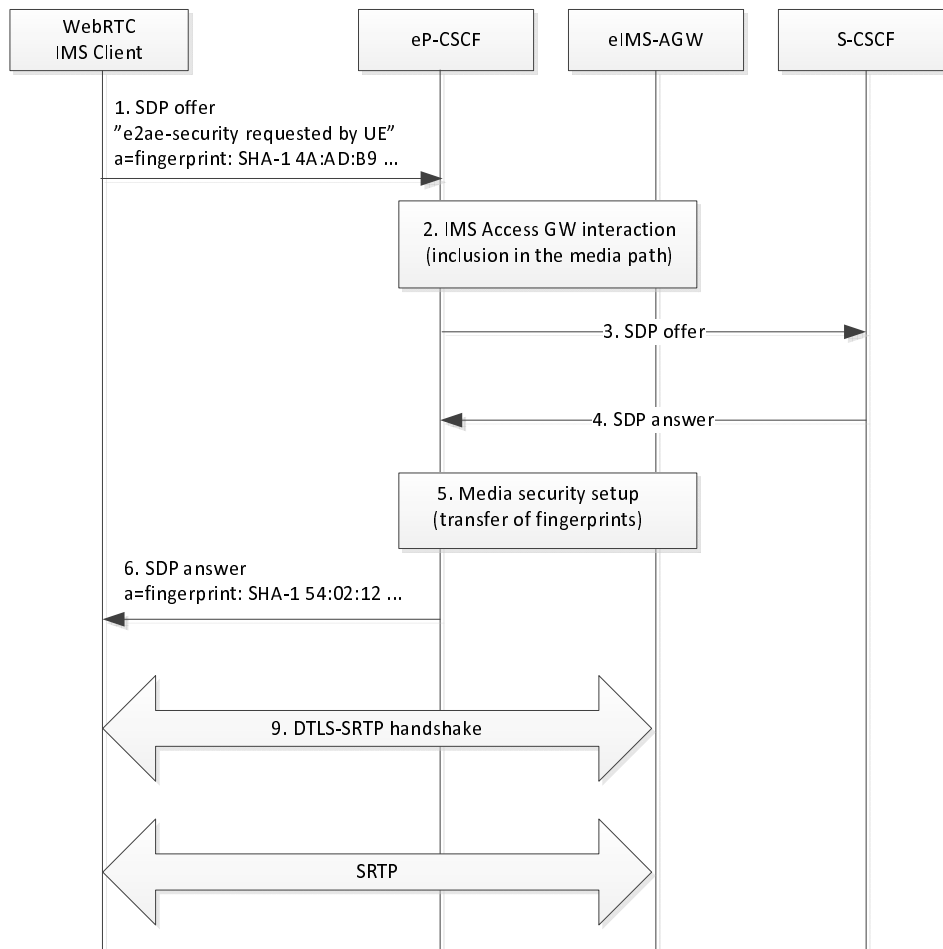 WebRTC
IMS Client
eP-CSCF
eIMS-AGW
S-CSCF
1. SDP offer
”e2ae-security requested by UE”
a=fingerprint: SHA-1 4A:AD:B9 ...
2. IMS Access GW interaction
(inclusion in the media path)
3. SDP offer
4. SDP answer
5. Media security setup
(transfer of fingerprints)
6. SDP answer
a=fingerprint: SHA-1 54:02:12 ...
9. DTLS-SRTP handshake
SRTP